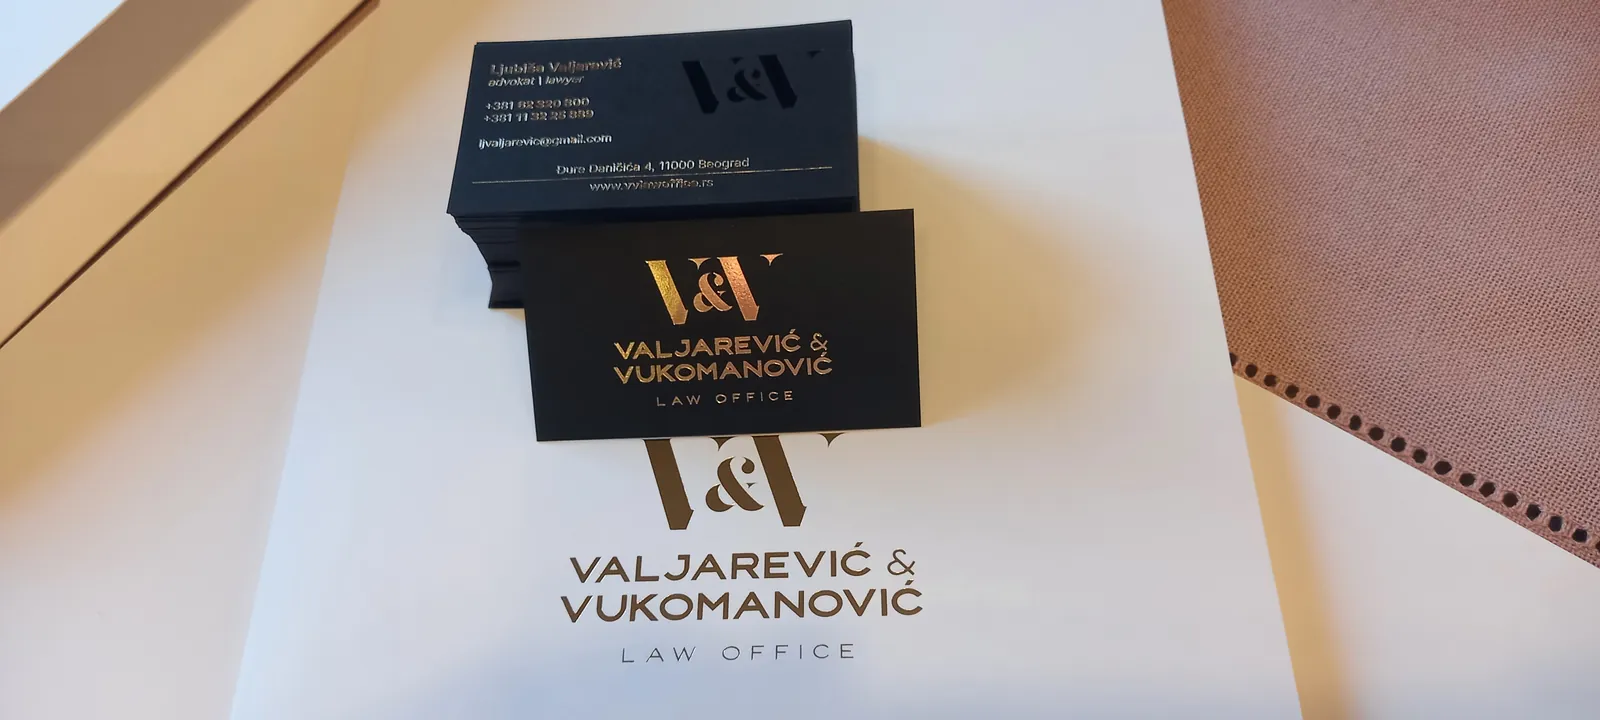 Ljubiša Valjarević
advokat \ lawyer
V&V
+381 62 320 300
+381 11 32 25 889
ljvaljarevic@gmail.com
Đure Daničića 4, 11000 Beograd
www.vvlawoffice.rs
V&V
VALJAREVIĆ &
VUKOMANOVIĆ
LAW OFFICE
V&V
VALJAREVIĆ &
VUKOMANOVIĆ
LAW OFFICE